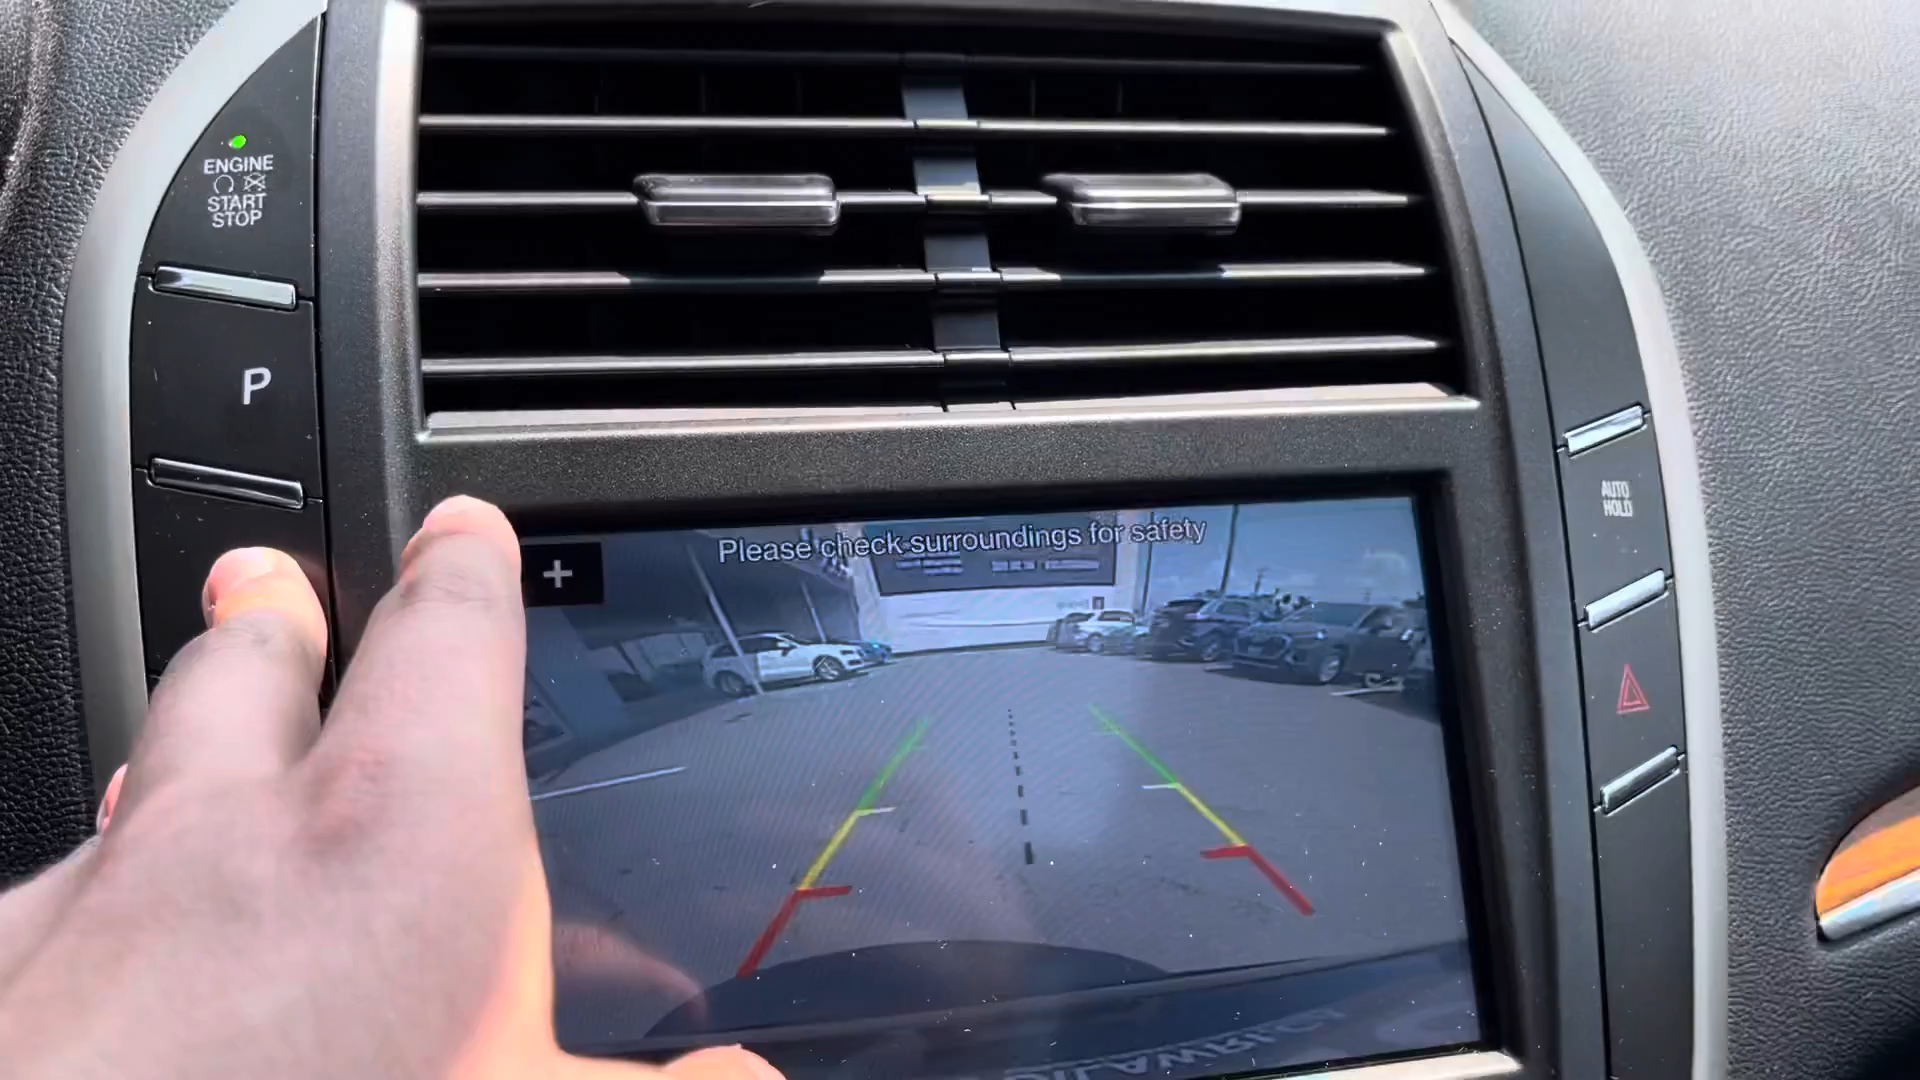 ENGINE
START
STOP
P
Please check surroundings for safety
+
AUTO
HOLD